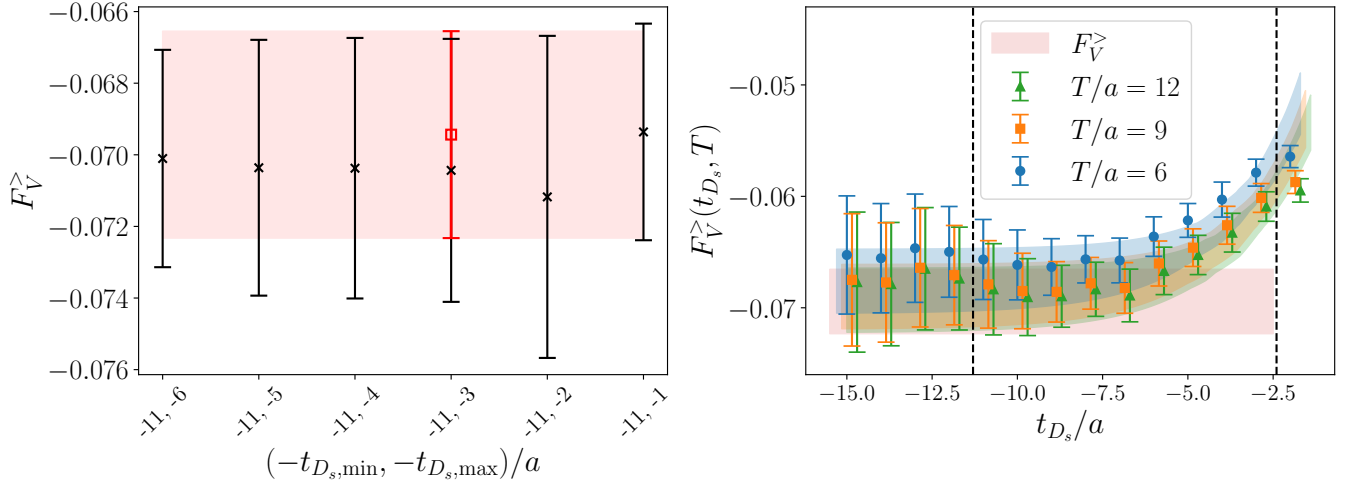 −0.066
−0.068
−0.070
−0.072
−0.074
−0.076
F_V^>
-11, -6
-11, -5
-11, -4
-11, -3
-11, -2
-11, -1
(−t_{D_s,min}, −t_{D_s,max})/a
F_V^>
T/a = 12
T/a = 9
T/a = 6
−0.05
−0.06
−0.07
F_V^>(t_{D_s}, T)
−15.0
−12.5
−10.0
−7.5
−5.0
−2.5
t_{D_s}/a